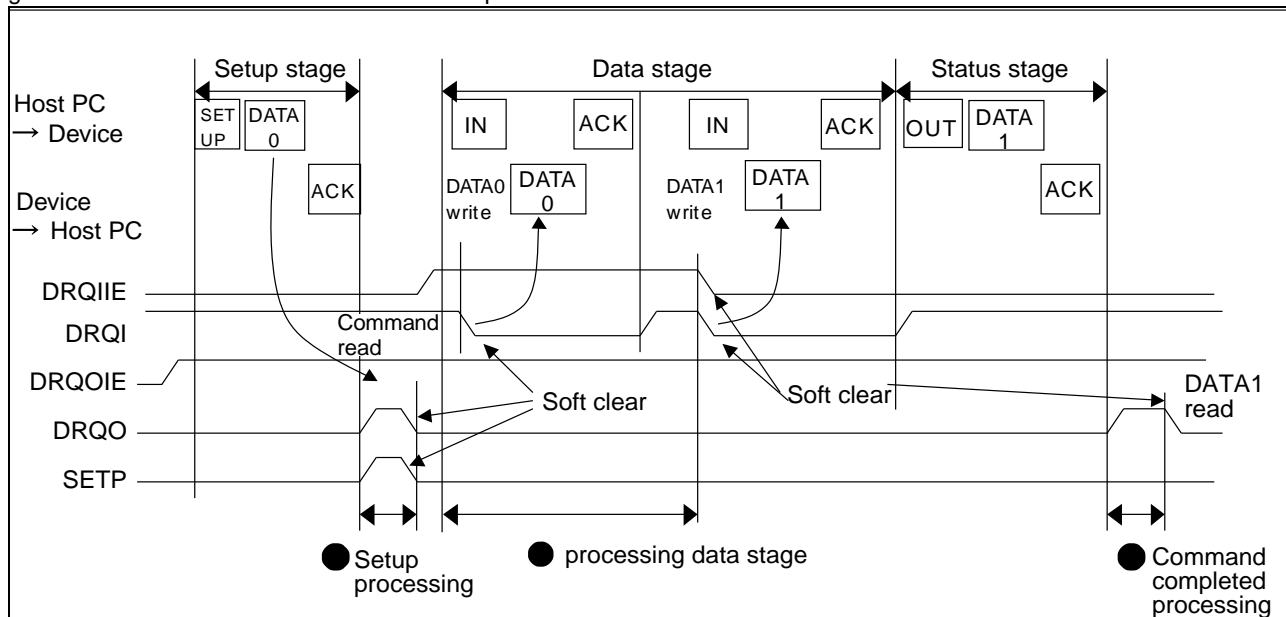 Setup stage
Data stage
Status stage
Host PC
→ Device
SET
UP
DATA
0
IN
ACK
IN
ACK
OUT
DATA
1
Device
→ Host PC
ACK
DATA0
write
DATA
0
DATA1
write
DATA
1
ACK
DRQIIE
DRQI
Command
read
DRQOIE
Soft clear
Soft clear
DATA1
read
DRQO
SETP
Setup
processing
processing data stage
Command
completed
processing